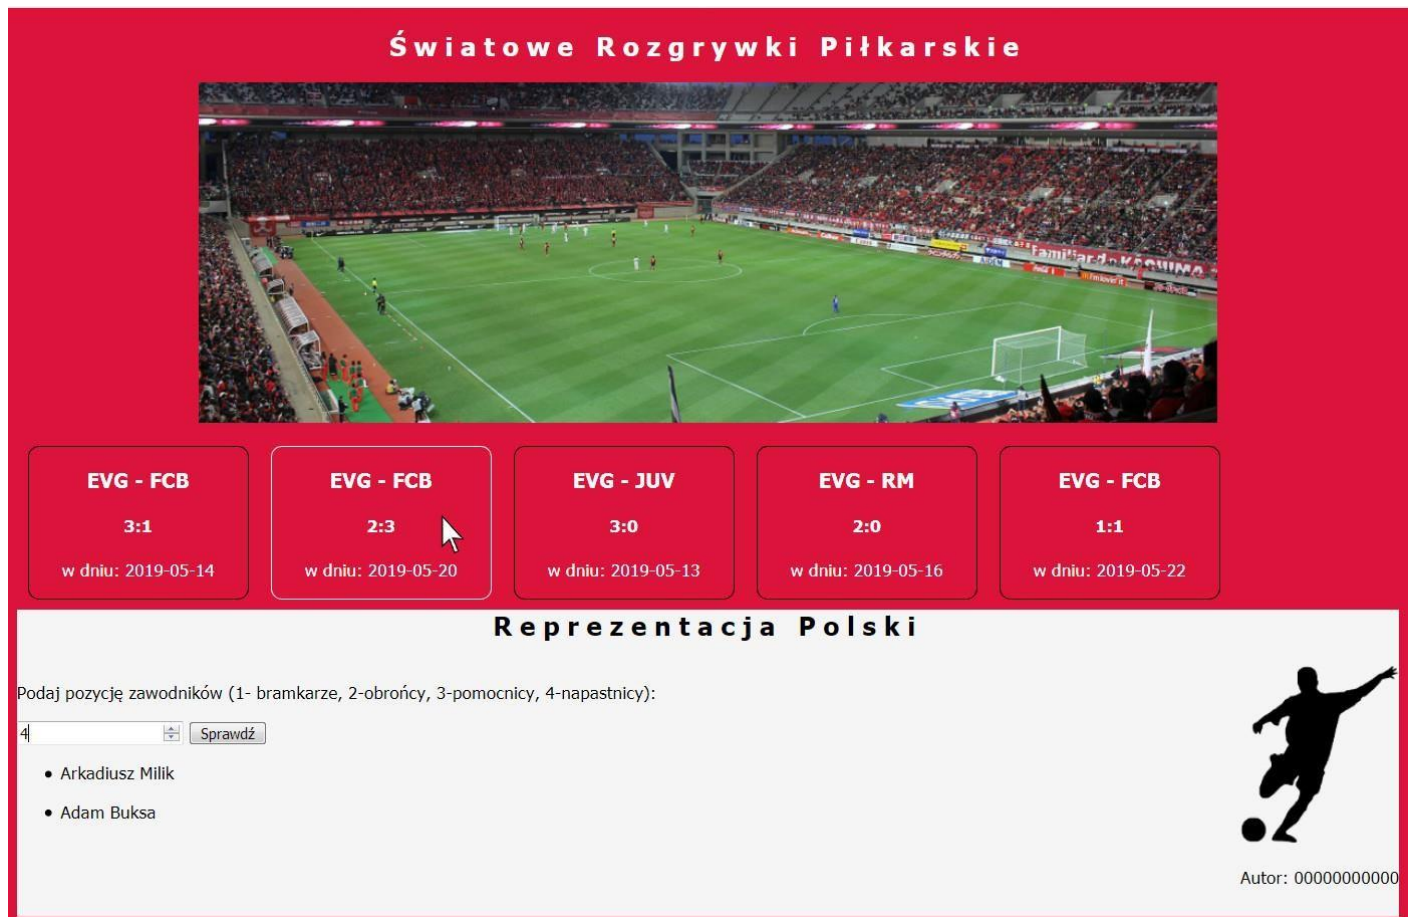 Światowe Rozgrywki Piłkarskie
Familiar do KASHIMA
EVG - FCB
3:1
w dniu: 2019-05-14
EVG - FCB
2:3
w dniu: 2019-05-20
EVG - JUV
3:0
w dniu: 2019-05-13
EVG - RM
2:0
w dniu: 2019-05-16
EVG - FCB
1:1
w dniu: 2019-05-22
Reprezentacja Polski
Podaj pozycję zawodników (1- bramkarze, 2-obrońcy, 3-pomocnicy, 4-napastnicy):
4
Sprawdź
Arkadiusz Milik
Adam Buksa
Autor: 00000000000